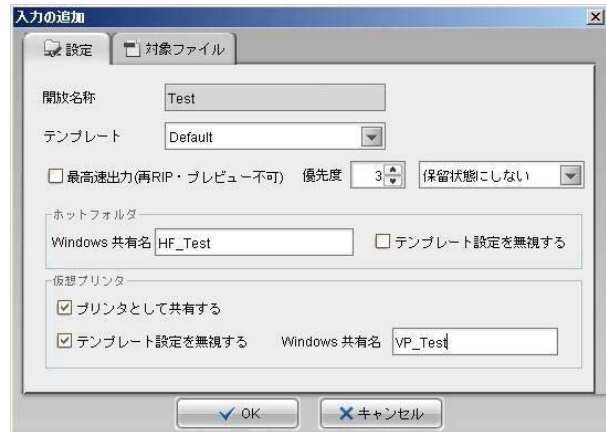 入力の追加
設定 対象ファイル
開放名称 Test
テンプレート Default
最高速出力(再RIP・プレビュー不可) 優先度 3 保留状態にしない
ホットフォルダ
Windows 共有名 HF_Test テンプレート設定を無視する
仮想プリンタ
プリンタとして共有する
テンプレート設定を無視する Windows 共有名 VP_Test
OK キャンセル